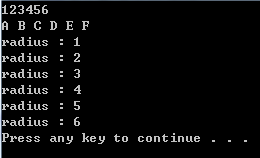 123456
A B C D E F
radius : 1
radius : 2
radius : 3
radius : 4
radius : 5
radius : 6
Press any key to continue . . .